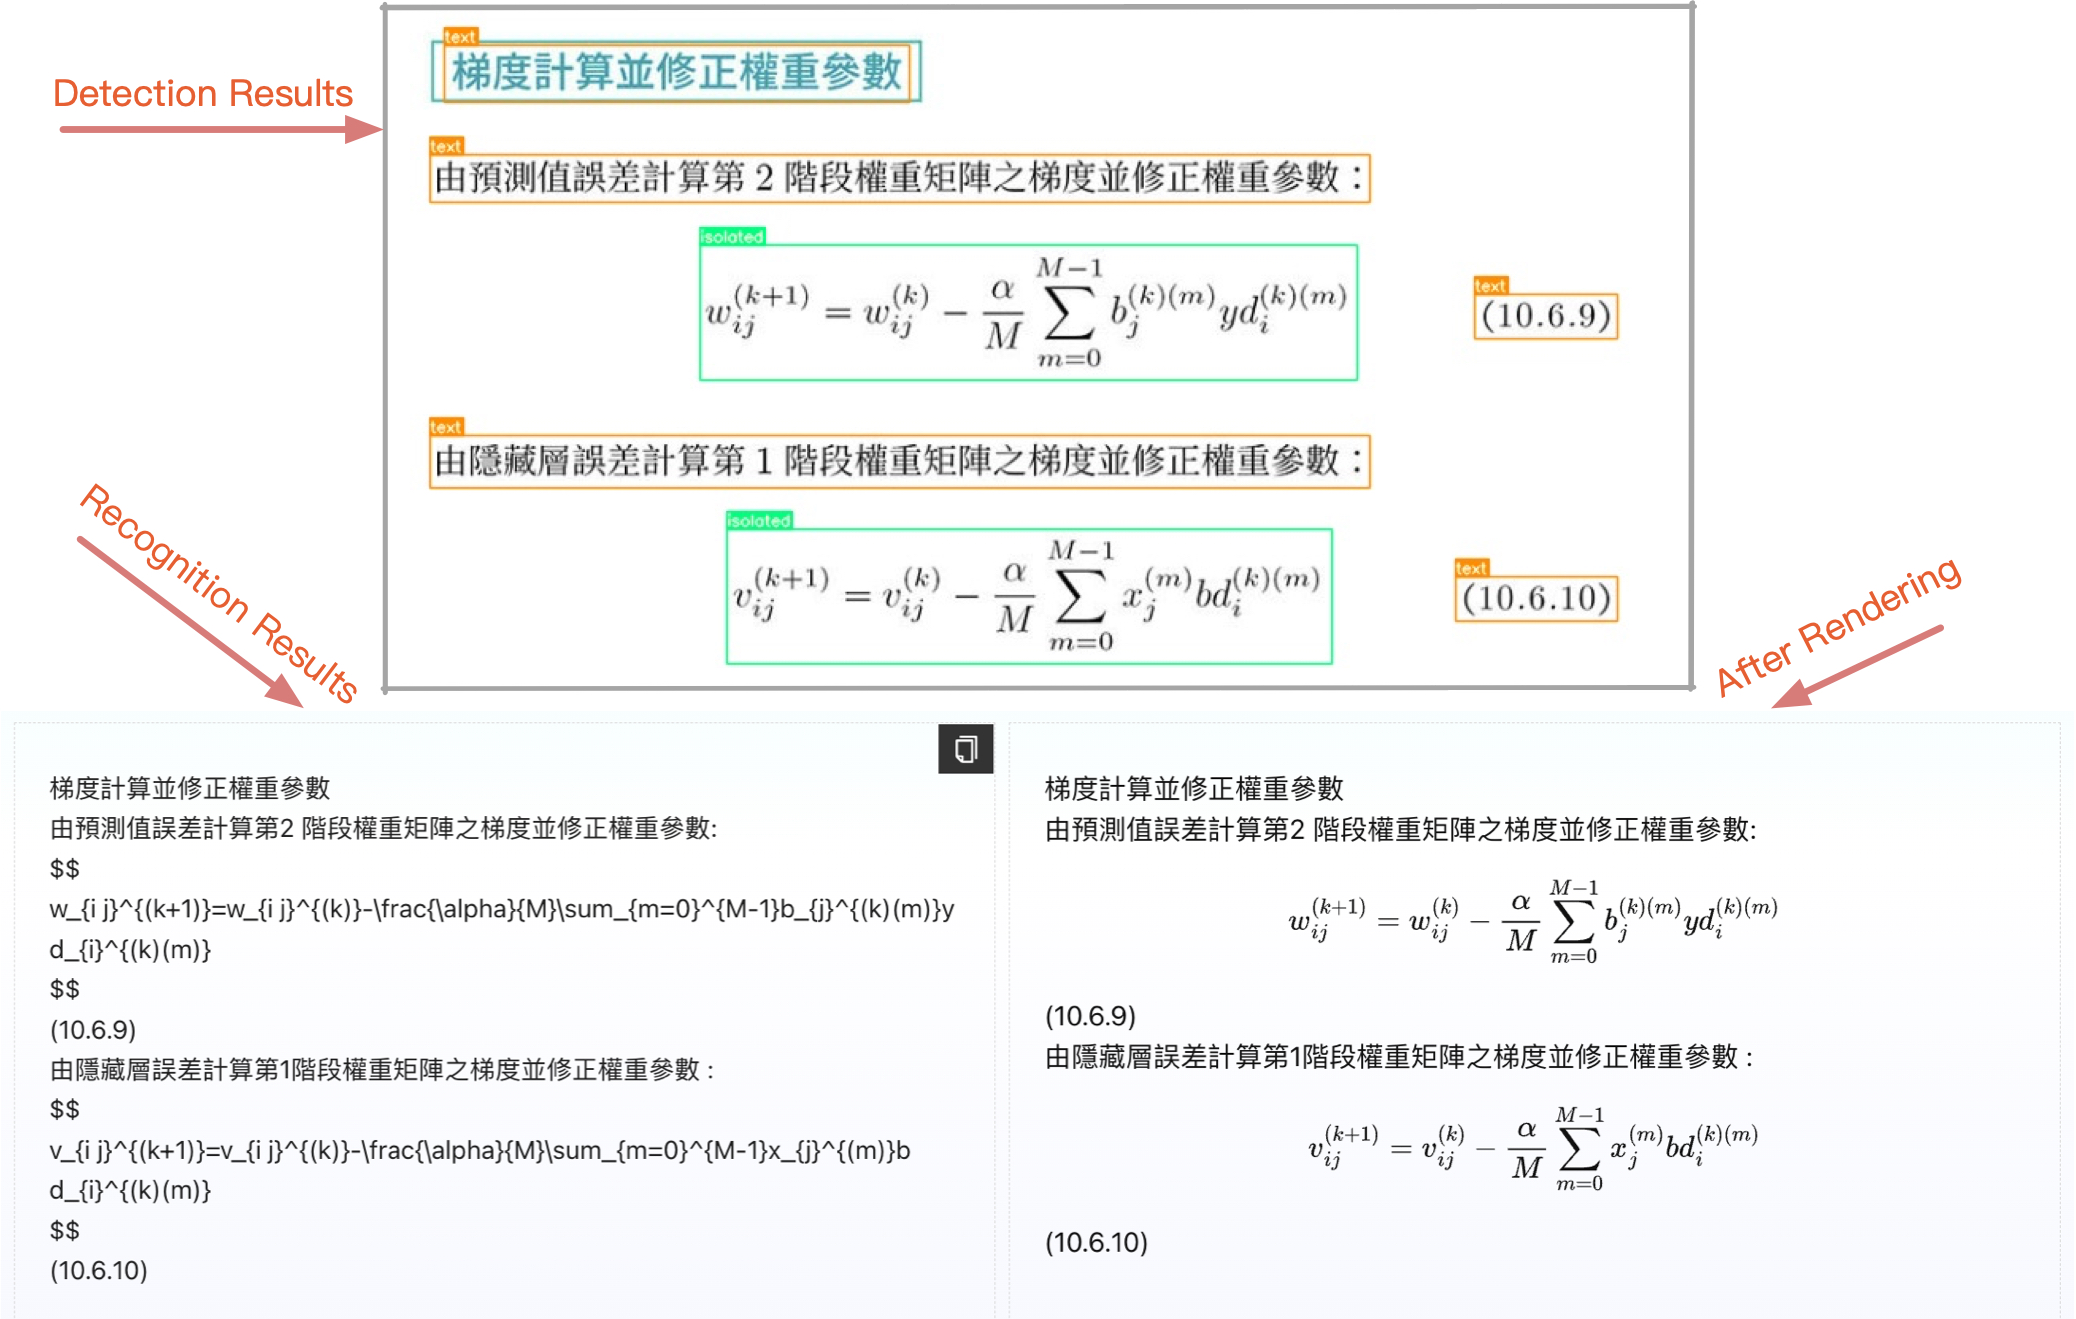 Detection Results
text
梯度計算並修正權重參數
text
由預測值誤差計算第 2 階段權重矩陣之梯度並修正權重參數：
isolated
w_{ij}^{(k+1)} = w_{ij}^{(k)} - \frac{α}{M} \sum_{m=0}^{M-1} b_j^{(k)(m)} yd_i^{(k)(m)}
text
(10.6.9)
text
由隱藏層誤差計算第 1 階段權重矩陣之梯度並修正權重參數：
isolated
v_{ij}^{(k+1)} = v_{ij}^{(k)} - \frac{α}{M} \sum_{m=0}^{M-1} x_j^{(m)} bd_i^{(k)(m)}
text
(10.6.10)
Recognition Results
After Rendering
梯度計算並修正權重參數
由預測值誤差計算第2 階段權重矩陣之梯度並修正權重參數:
$$
w_{i j}^{(k+1)}=w_{i j}^{(k)}-\frac{\alpha}{M}\sum_{m=0}^{M-1}b_{j}^{(k)(m)}y
d_{i}^{(k)(m)}
$$
(10.6.9)
由隱藏層誤差計算第1階段權重矩陣之梯度並修正權重參數 :
$$
v_{i j}^{(k+1)}=v_{i j}^{(k)}-\frac{\alpha}{M}\sum_{m=0}^{M-1}x_{j}^{(m)}b
d_{i}^{(k)(m)}
$$
(10.6.10)
梯度計算並修正權重參數
由預測值誤差計算第2 階段權重矩陣之梯度並修正權重參數:
w_{ij}^{(k+1)} = w_{ij}^{(k)} - \frac{α}{M} \sum_{m=0}^{M-1} b_j^{(k)(m)} yd_i^{(k)(m)}
(10.6.9)
由隱藏層誤差計算第1階段權重矩陣之梯度並修正權重參數 :
v_{ij}^{(k+1)} = v_{ij}^{(k)} - \frac{α}{M} \sum_{m=0}^{M-1} x_j^{(m)} bd_i^{(k)(m)}
(10.6.10)